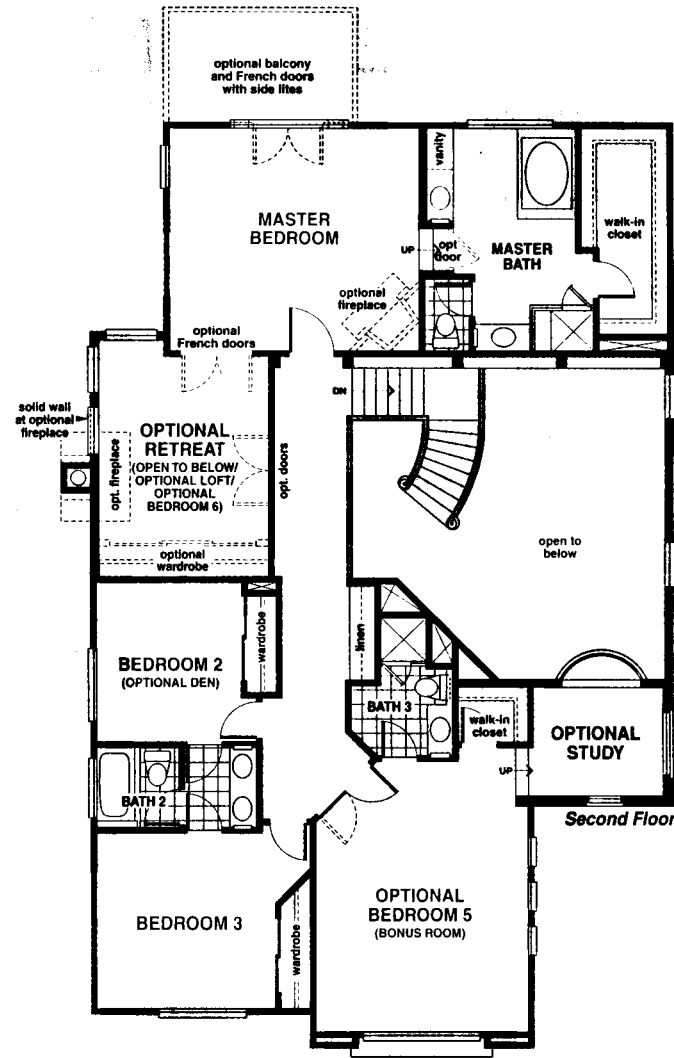 optional balcony
and French doors
with side lites
vanity
MASTER
BEDROOM
UP
opt
door
MASTER
BATH
walk-in
closet
optional
fireplace
optional
French doors
DN
solid wall
at optional
fireplace
opt. fireplace
OPTIONAL
RETREAT
(OPEN TO BELOW/
OPTIONAL LOFT/
OPTIONAL
BEDROOM 6)
opt. doors
optional
wardrobe
open to
below
BEDROOM 2
(OPTIONAL DEN)
wardrobe
linen
BATH 3
walk-in
closet
OPTIONAL
STUDY
UP
BATH 2
Second Floor
BEDROOM 3
wardrobe
OPTIONAL
BEDROOM 5
(BONUS ROOM)